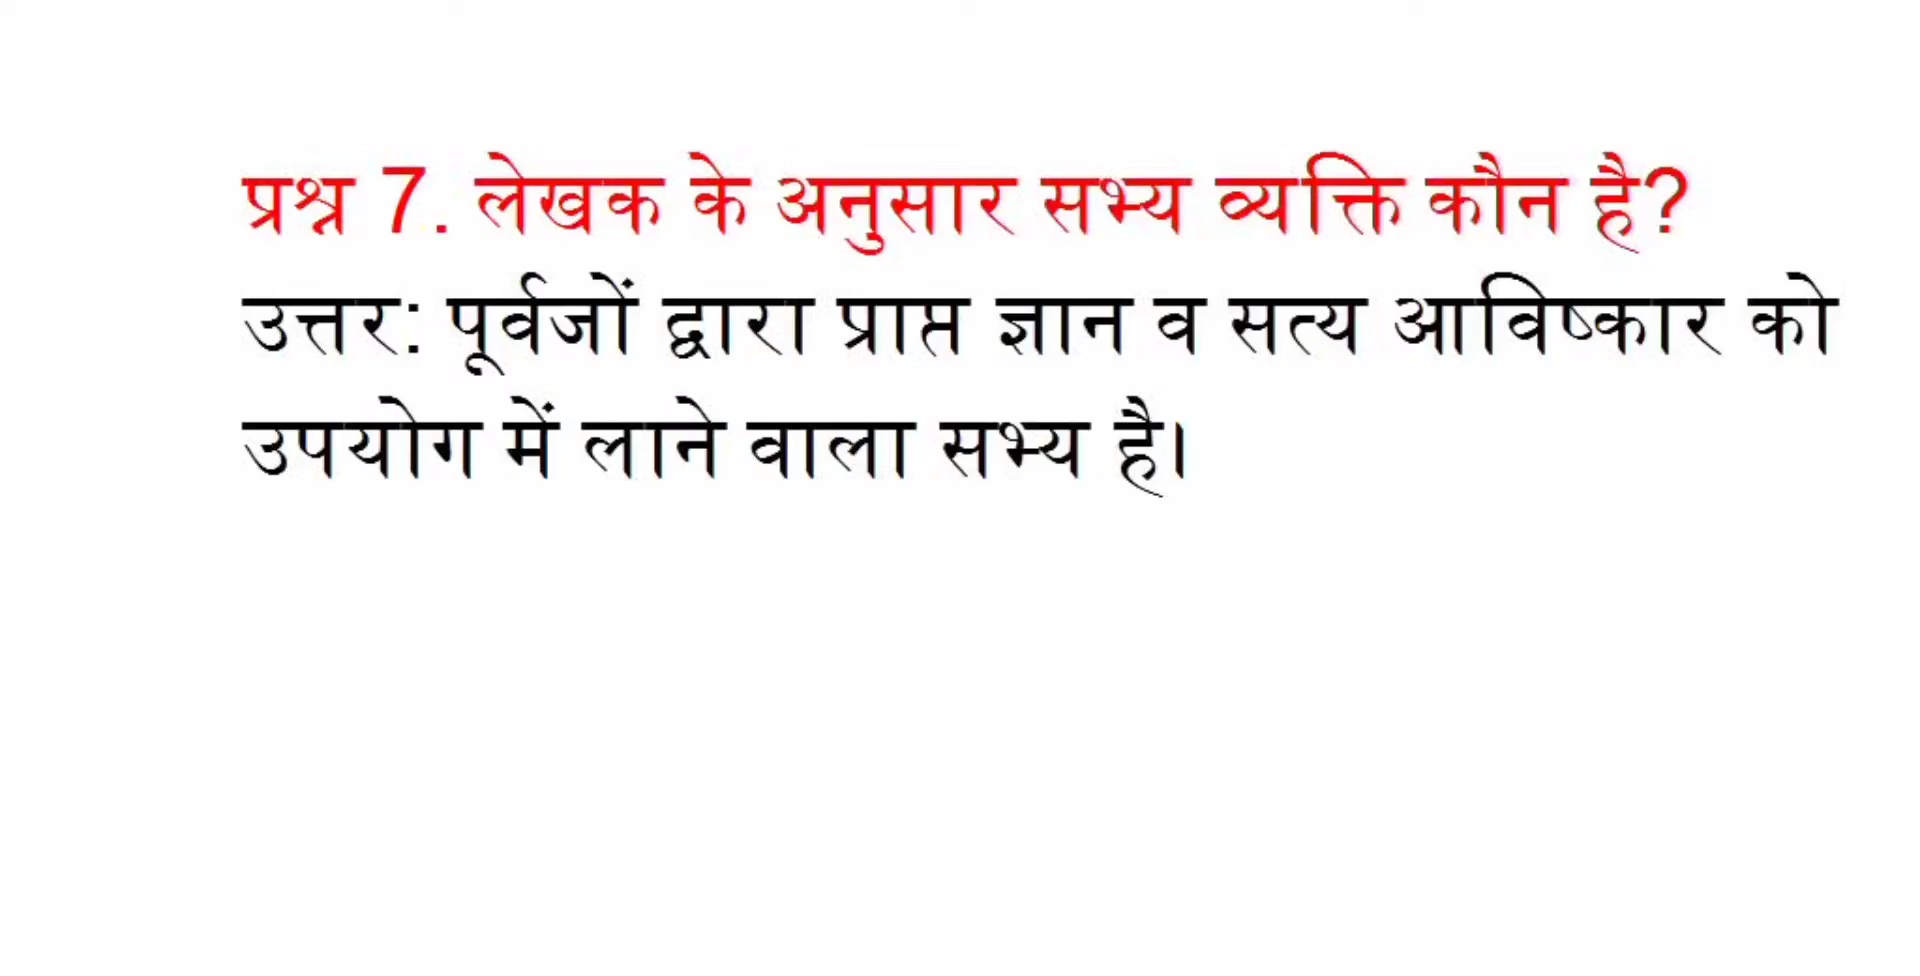 प्रश्न 7. लेखक के अनुसार सभ्य व्यक्ति कौन है?
उत्तर: पूर्वजों द्वारा प्राप्त ज्ञान व सत्य आविष्कार को
उपयोग में लाने वाला सभ्य है।